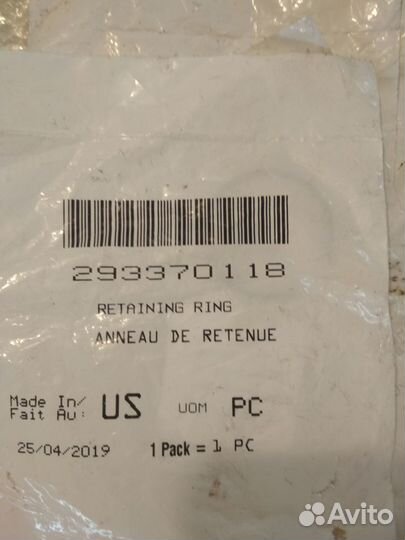 293370118
RETAINING RING
ANNEAU DE RETENUE
Made In/
Fait Au: US UOM PC
25/04/2019 1 Pack = 1 PC
Avito